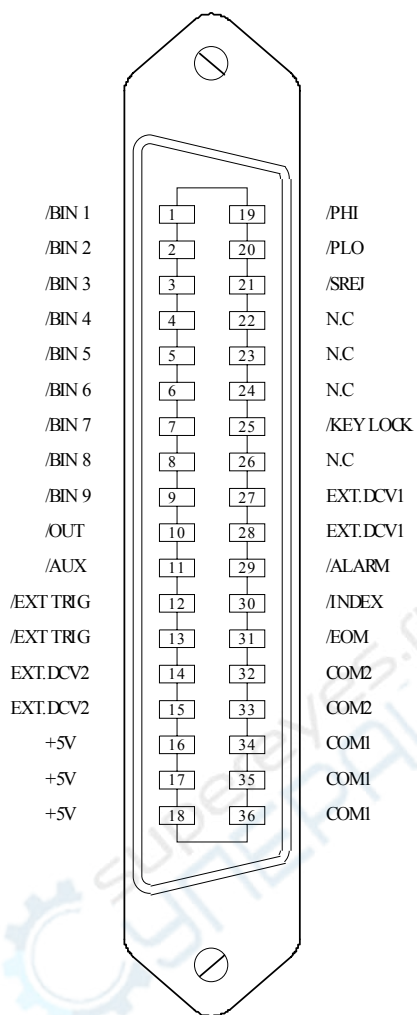 /BIN 1 1 19 /PHI
/BIN 2 2 20 /PLO
/BIN 3 3 21 /SREJ
/BIN 4 4 22 N.C
/BIN 5 5 23 N.C
/BIN 6 6 24 N.C
/BIN 7 7 25 /KEY LOCK
/BIN 8 8 26 N.C
/BIN 9 9 27 EXT.DCV1
/OUT 10 28 EXT.DCV1
/AUX 11 29 /ALARM
/EXT TRIG 12 30 /INDEX
/EXT TRIG 13 31 /EOM
EXT.DCV2 14 32 COM2
EXT.DCV2 15 33 COM2
+5V 16 34 COM1
+5V 17 35 COM1
+5V 18 36 COM1